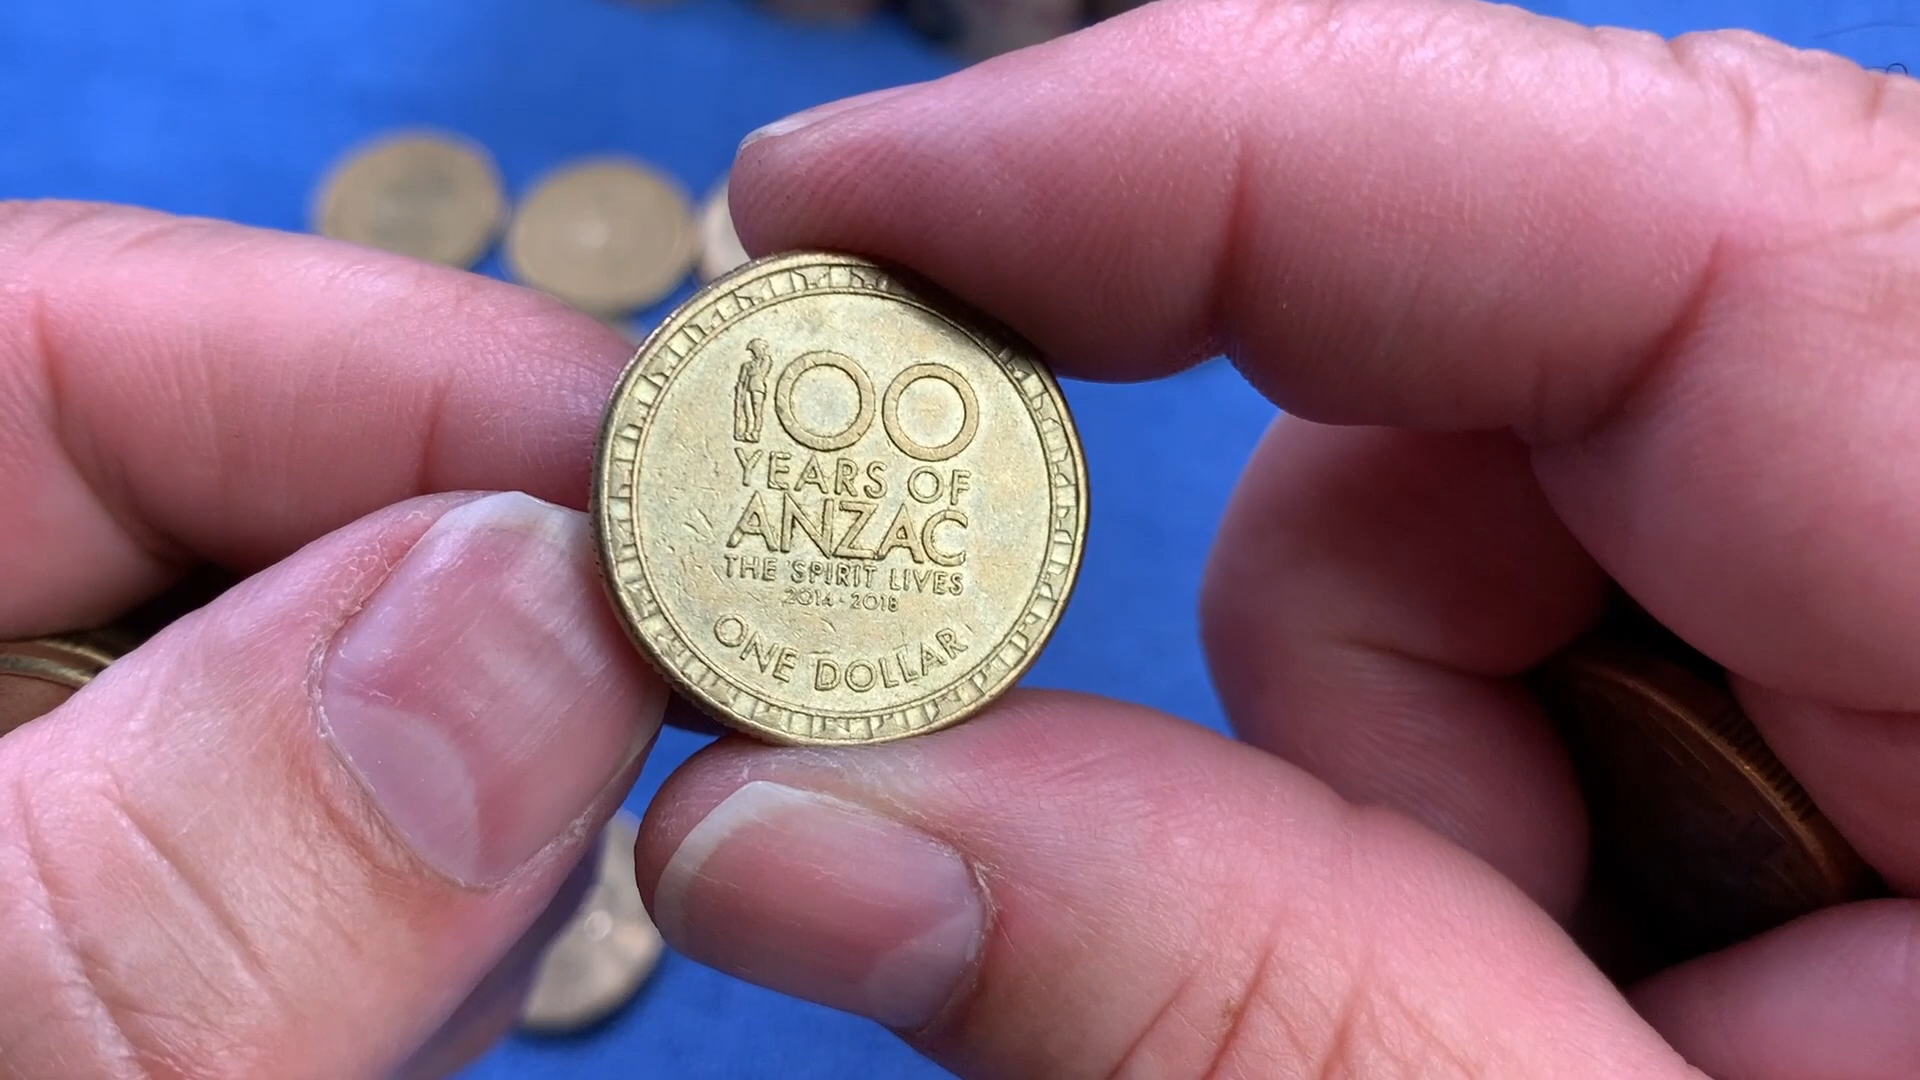 100
YEARS OF
ANZAC
THE SPIRIT LIVES
2014-2018
ONE DOLLAR